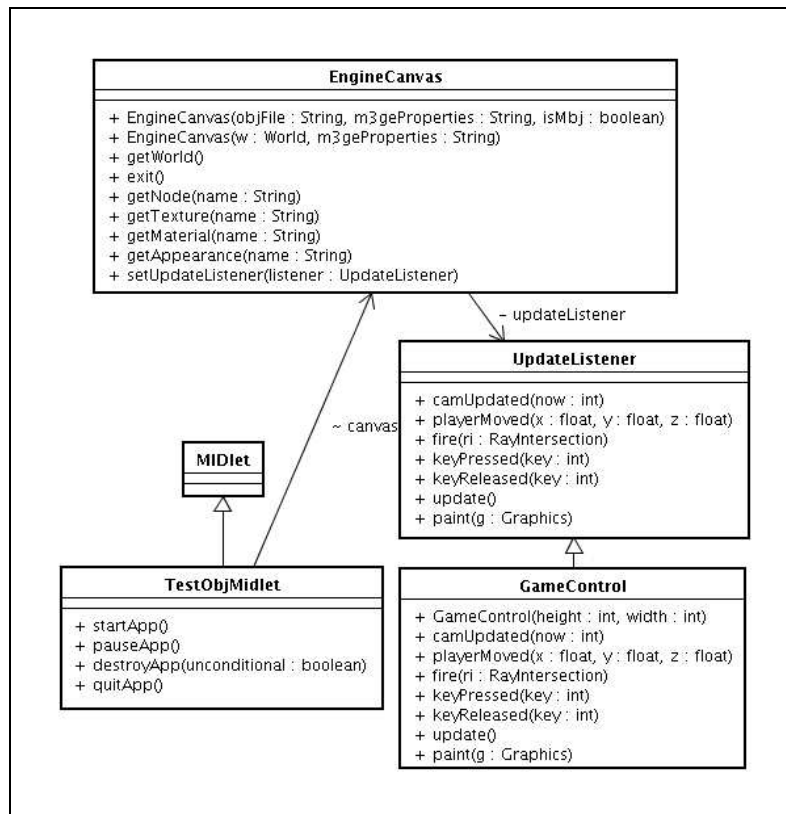 EngineCanvas
+ EngineCanvas(objFile : String, m3geProperties : String, isMbj : boolean)
+ EngineCanvas(w : World, m3geProperties : String)
+ getWorld()
+ exit()
+ getNode(name : String)
+ getTexture(name : String)
+ getMaterial(name : String)
+ getAppearance(name : String)
+ setUpdateListener(listener : UpdateListener)
~ updateListener
UpdateListener
+ camUpdated(now : int)
+ playerMoved(x : float, y : float, z : float)
+ fire(ri : RayIntersection)
+ keyPressed(key : int)
+ keyReleased(key : int)
+ update()
+ paint(g : Graphics)
~ canvas
MIDlet
TestObjMidlet
+ startApp()
+ pauseApp()
+ destroyApp(unconditional : boolean)
+ quitApp()
GameControl
+ GameControl(height : int, width : int)
+ camUpdated(now : int)
+ playerMoved(x : float, y : float, z : float)
+ fire(ri : RayIntersection)
+ keyPressed(key : int)
+ keyReleased(key : int)
+ update()
+ paint(g : Graphics)